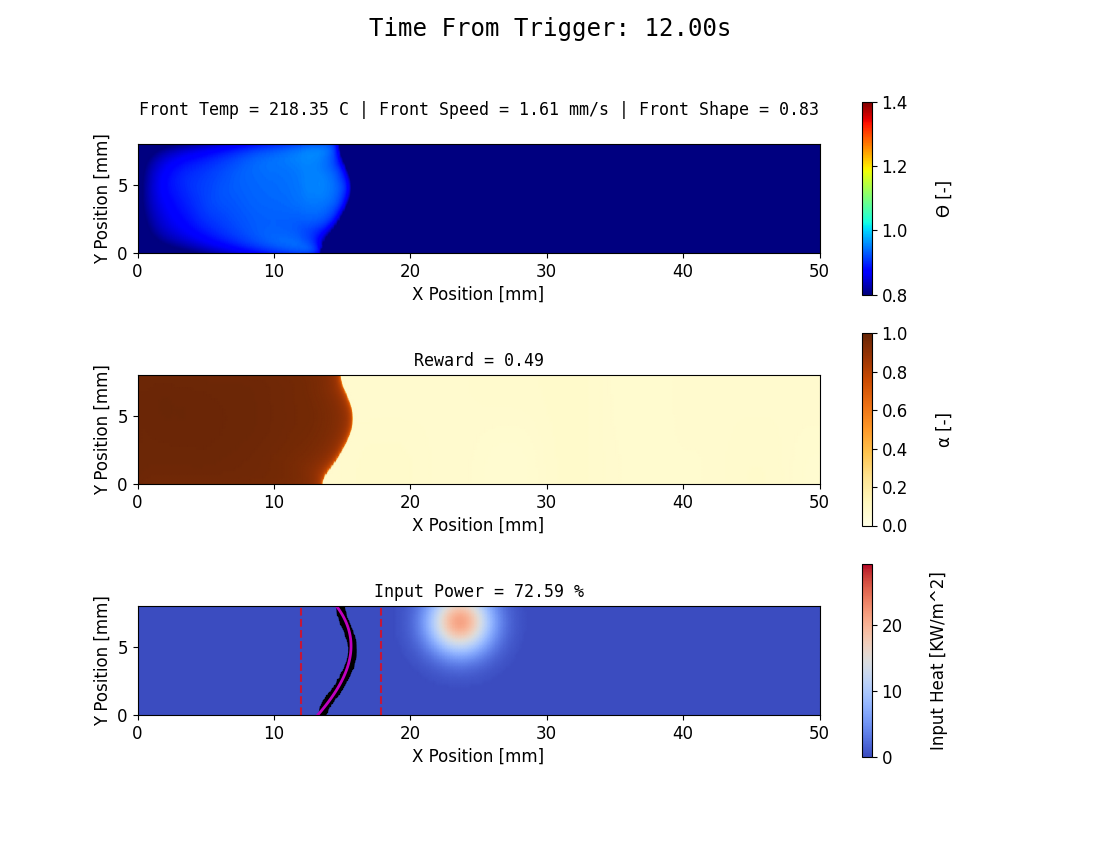 Time From Trigger: 12.00s
Front Temp = 218.35 C | Front Speed = 1.61 mm/s | Front Shape = 0.83
Y Position [mm]
5
0
0 10 20 30 40 50
X Position [mm]
1.4
1.2
1.0
0.8
Θ [-]
Reward = 0.49
Y Position [mm]
5
0
0 10 20 30 40 50
X Position [mm]
1.0
0.8
0.6
0.4
0.2
0.0
α [-]
Input Power = 72.59 %
Y Position [mm]
5
0
0 10 20 30 40 50
X Position [mm]
20
10
0
Input Heat [KW/m^2]